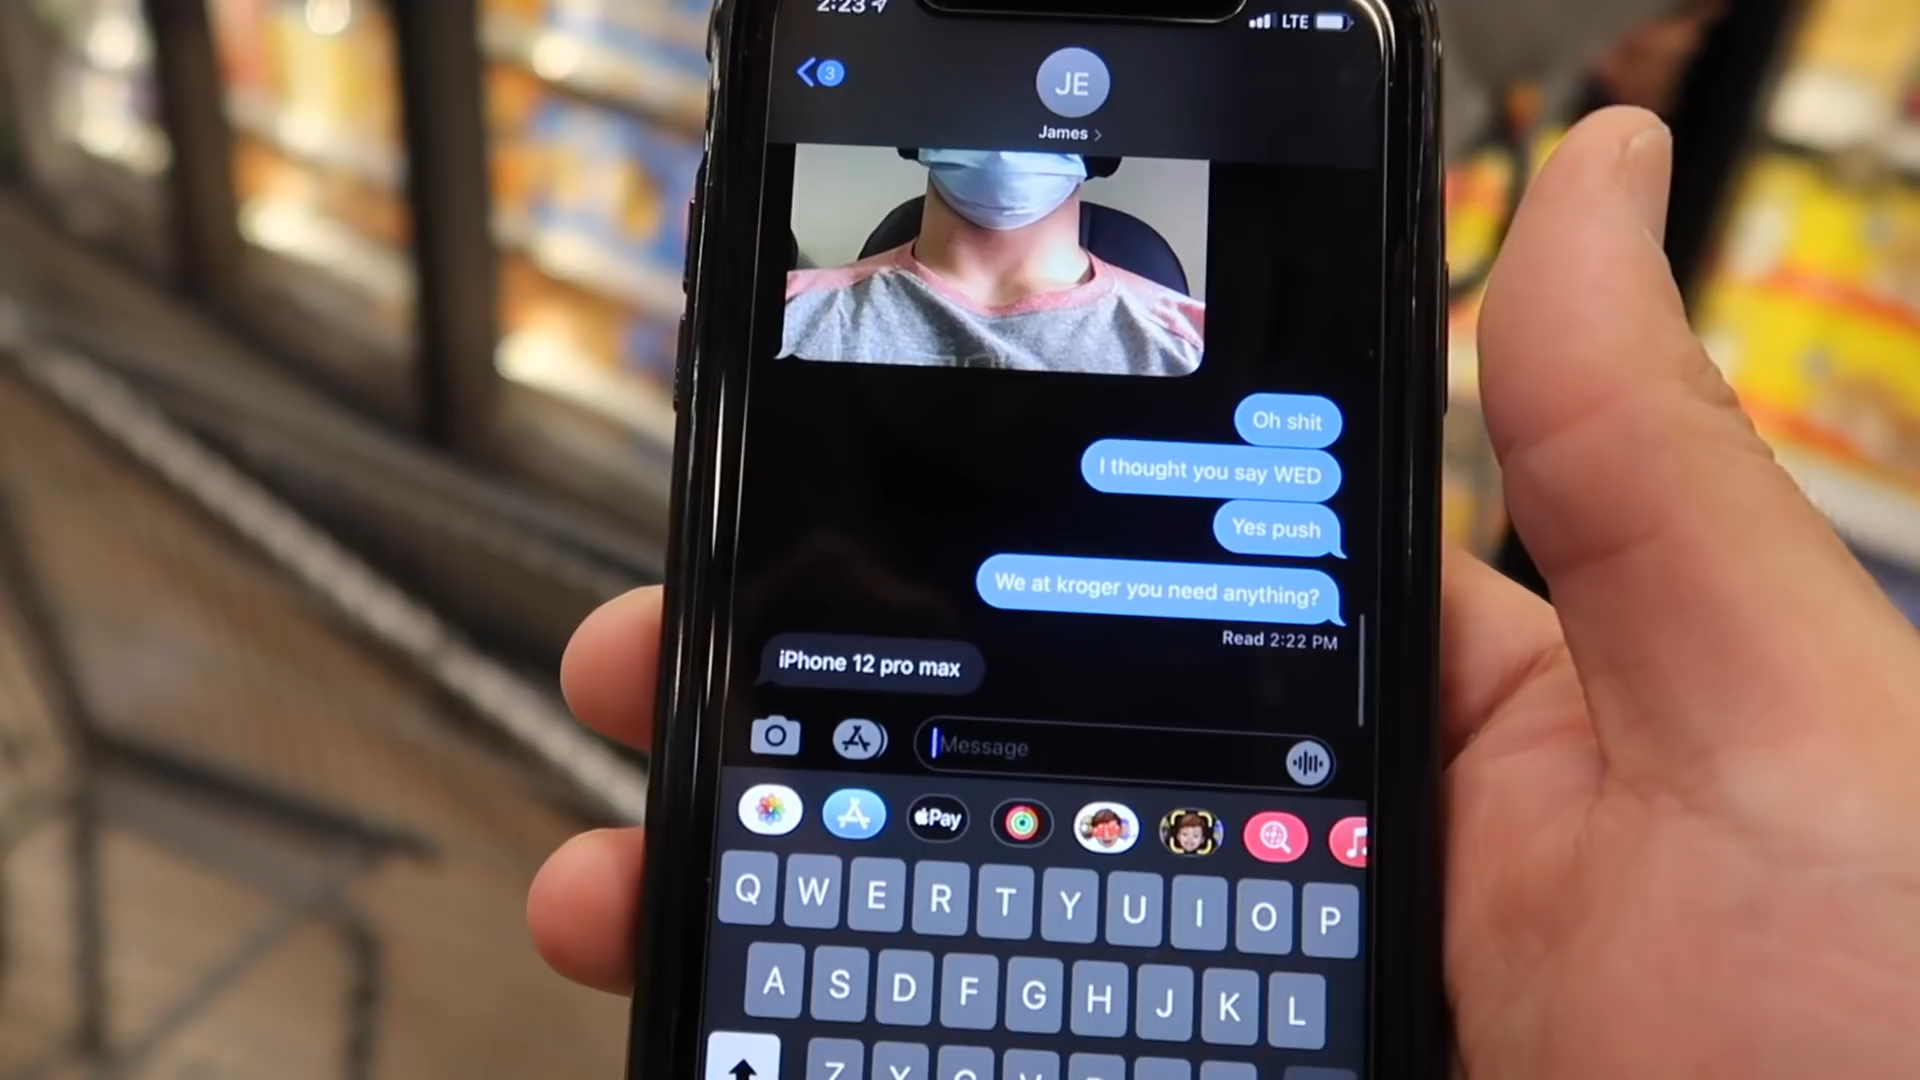 2:23
LTE
3
JE
James
Oh shit
I thought you say WED
Yes push
We at kroger you need anything?
Read 2:22 PM
iPhone 12 pro max
Message
Pay
Q W E R T Y U I O P
A S D F G H J K L
Z X C V B